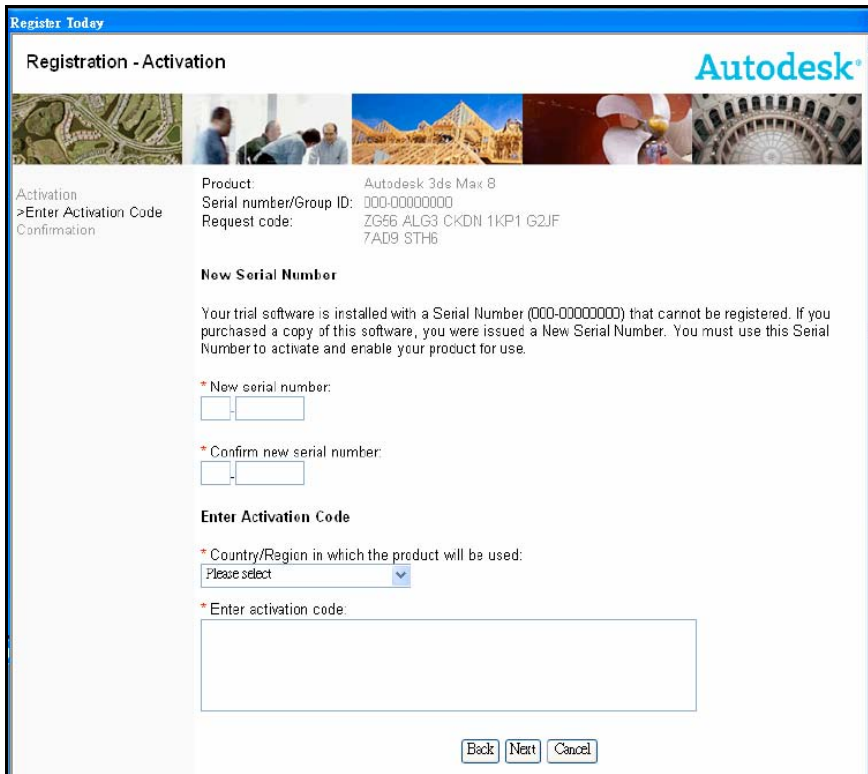 Register Today
Registration - Activation
Autodesk®
Activation
>Enter Activation Code
Confirmation
Product: Autodesk 3ds Max 8
Serial number/Group ID: 000-00000000
Request code: ZG56 ALG3 CKDN 1KP1 G2JF
7AD9 STH6
New Serial Number
Your trial software is installed with a Serial Number (000-00000000) that cannot be registered. If you
purchased a copy of this software, you were issued a New Serial Number. You must use this Serial
Number to activate and enable your product for use.
* New serial number:
-
* Confirm new serial number:
-
Enter Activation Code
* Country/Region in which the product will be used:
Please select
* Enter activation code:
Back Next Cancel